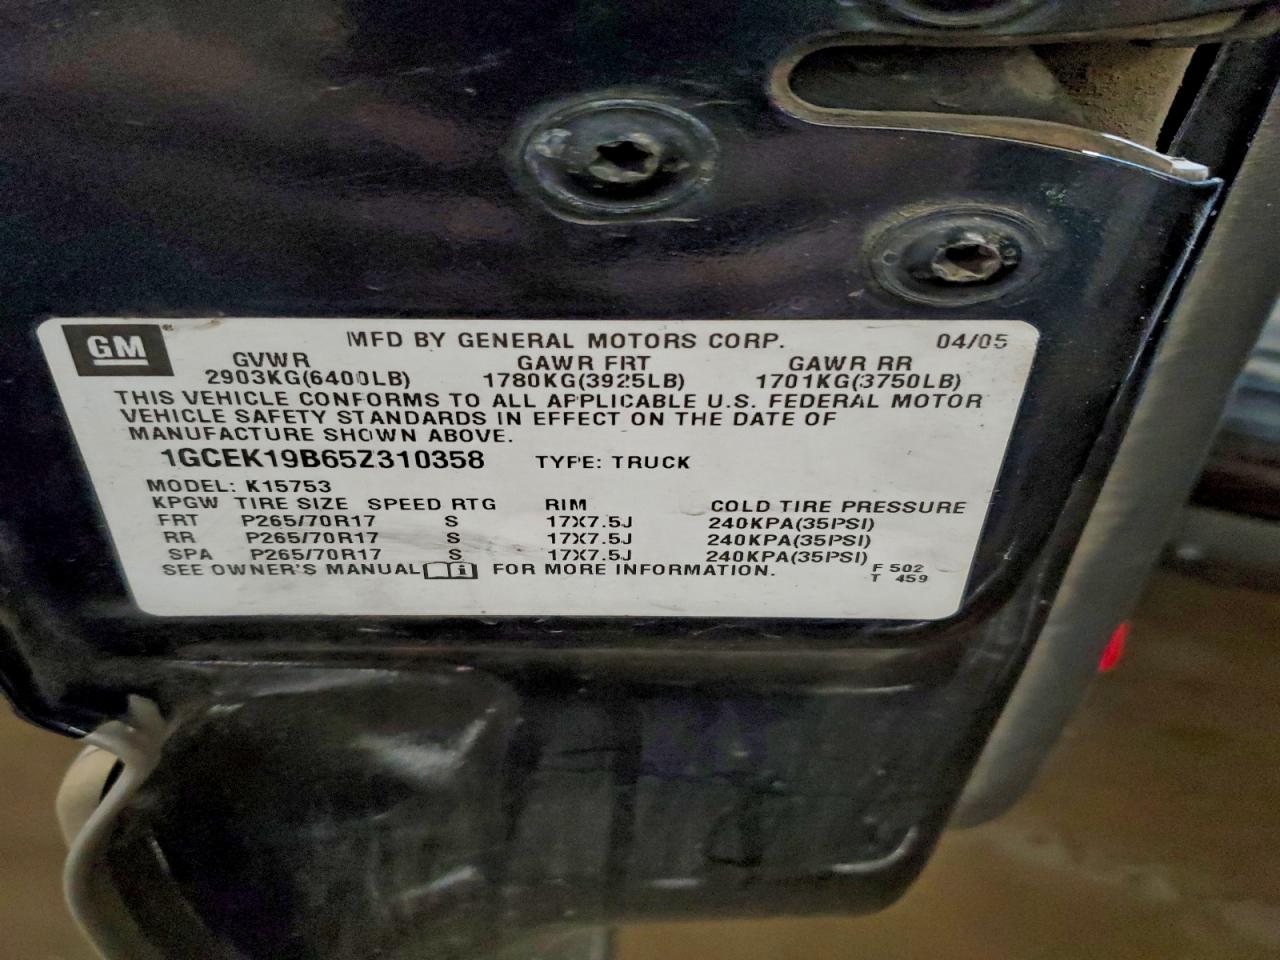 GM® MFD BY GENERAL MOTORS CORP. 04/05
GVWR GAWR FRT GAWR RR
2903KG(6400LB) 1780KG(3925LB) 1701KG(3750LB)
THIS VEHICLE CONFORMS TO ALL APPLICABLE U.S. FEDERAL MOTOR
VEHICLE SAFETY STANDARDS IN EFFECT ON THE DATE OF
MANUFACTURE SHOWN ABOVE.
1GCEK19B65Z310358 TYPE: TRUCK
MODEL: K15753
KPGW TIRE SIZE SPEED RTG RIM COLD TIRE PRESSURE
FRT P265/70R17 S 17X7.5J 240KPA(35PSI)
RR P265/70R17 S 17X7.5J 240KPA(35PSI)
SPA P265/70R17 S 17X7.5J 240KPA(35PSI)
SEE OWNER'S MANUAL i FOR MORE INFORMATION. F 502
T 459